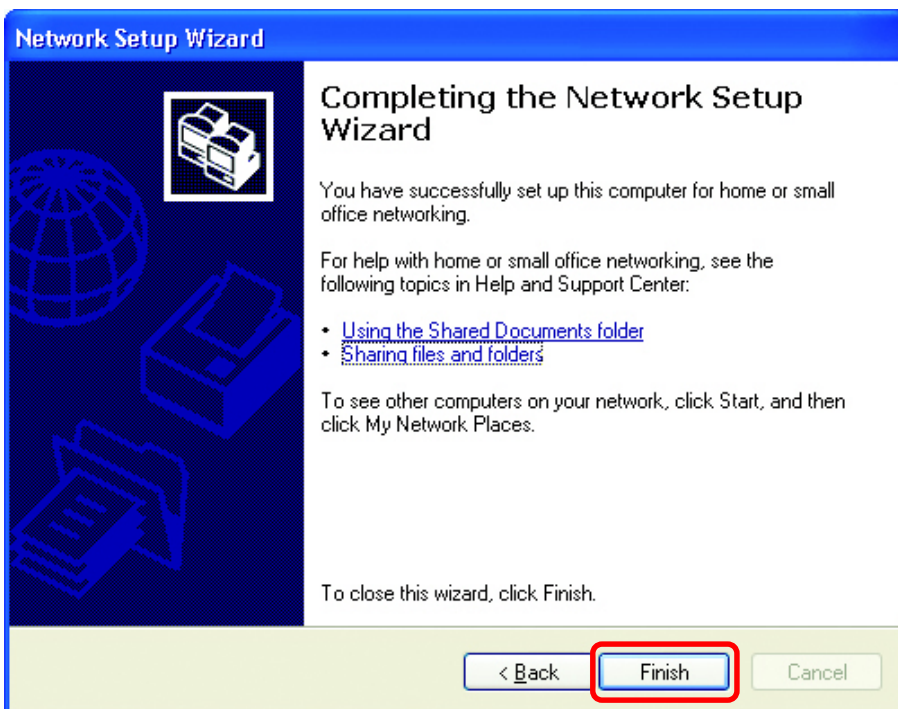 Network Setup Wizard
Completing the Network Setup
Wizard
You have successfully set up this computer for home or small
office networking.
For help with home or small office networking, see the
following topics in Help and Support Center:
• Using the Shared Documents folder
• Sharing files and folders
To see other computers on your network, click Start, and then
click My Network Places.
To close this wizard, click Finish.
< Back Finish Cancel